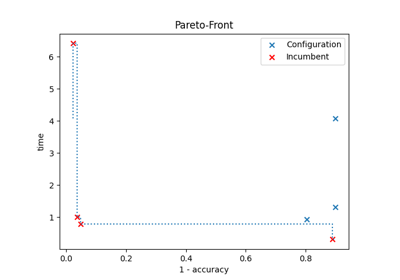 Pareto-Front
Configuration
Incumbent
6
5
4
3
2
1
time
0.0 0.2 0.4 0.6 0.8
1 - accuracy